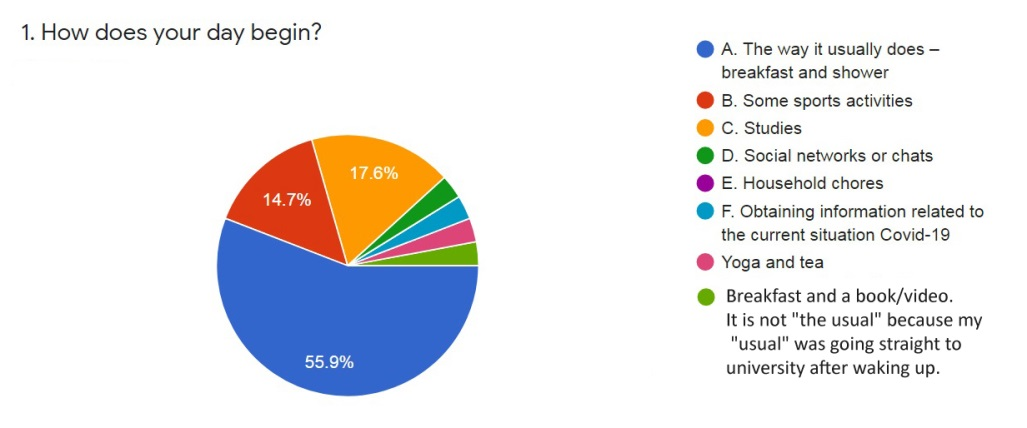 1. How does your day begin?
A. The way it usually does –
breakfast and shower
B. Some sports activities
C. Studies
D. Social networks or chats
E. Household chores
F. Obtaining information related to
the current situation Covid-19
Yoga and tea
Breakfast and a book/video.
It is not "the usual" because my
"usual" was going straight to
university after waking up.
17.6%
14.7%
55.9%